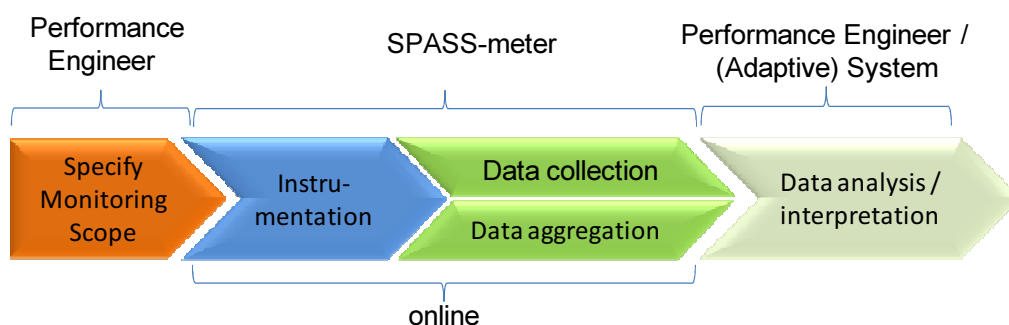 Performance
Engineer
SPASS-meter
Performance Engineer /
(Adaptive) System
Specify
Monitoring
Scope
Instru-
mentation
Data collection
Data aggregation
Data analysis /
interpretation
online